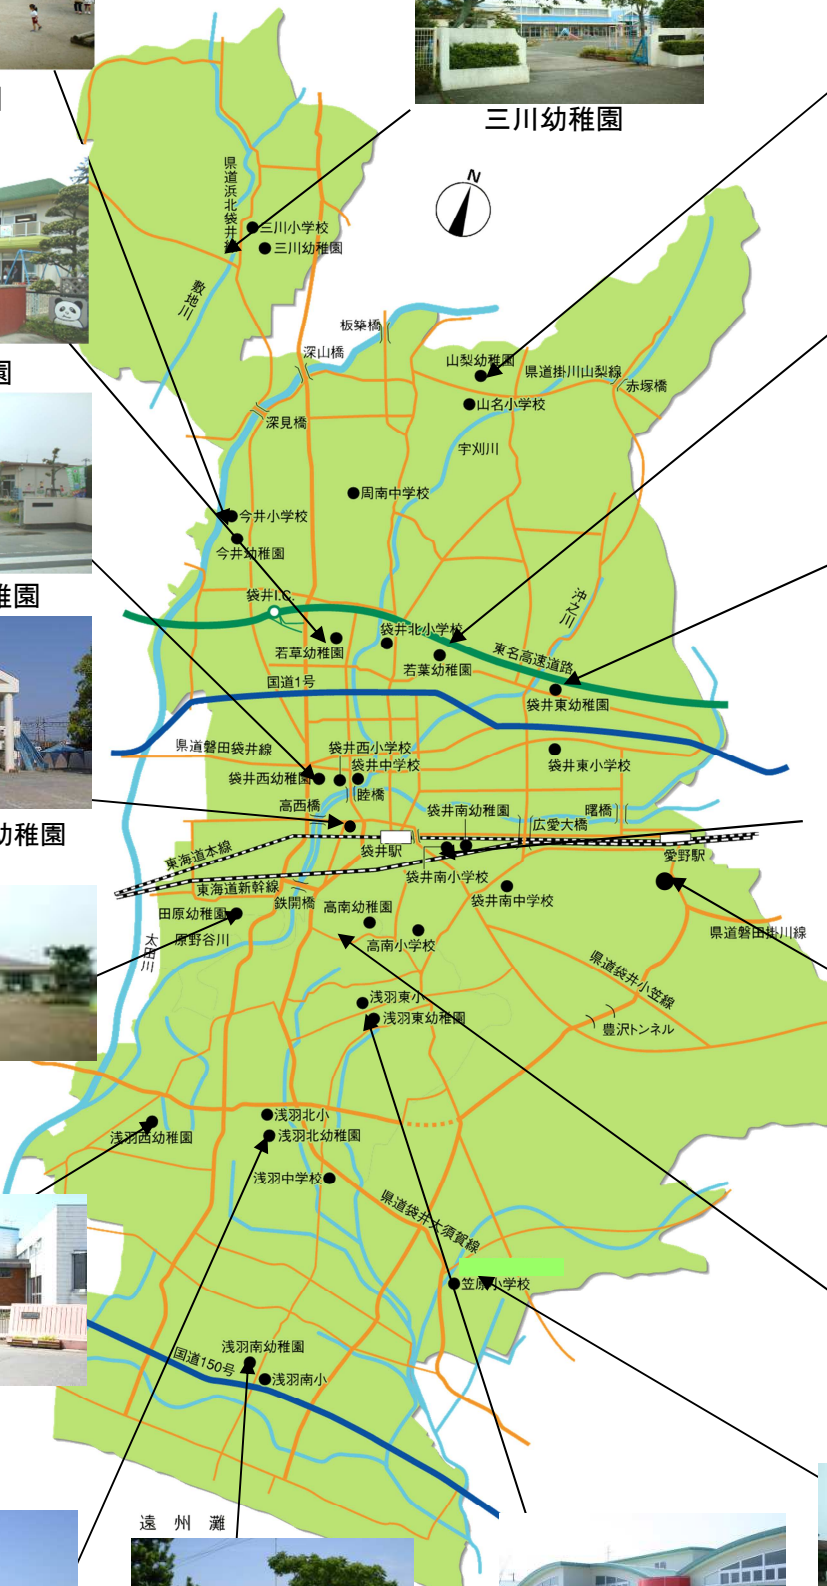 三川幼稚園
N
県道浜北袋井線
三川小学校
三川幼稚園
敷地川
板築橋
深山橋
山梨幼稚園
県道掛川山梨線
赤塚橋
山名小学校
深見橋
宇刈川
園
周南中学校
今井小学校
今井幼稚園
稚園
袋井I.C.
沖之川
袋井北小学校
若草幼稚園
若葉幼稚園
東名高速道路
国道1号
袋井東幼稚園
県道磐田袋井線
袋井西小学校
袋井中学校
袋井東小学校
袋井西幼稚園
睦橋
高西橋
袋井南幼稚園
曙橋
広愛大橋
幼稚園
東海道本線
袋井駅
愛野駅
袋井南小学校
東海道新幹線
袋井南中学校
鉄開橋
高南幼稚園
田原幼稚園
原野谷川
太田川
高南小学校
県道磐田掛川線
県道袋井小笠線
浅羽東小
浅羽東幼稚園
豊沢トンネル
浅羽北小
浅羽西幼稚園
浅羽北幼稚園
浅羽中学校
県道袋井大須賀線
笠原小学校
浅羽南幼稚園
国道150号
浅羽南小
遠州灘